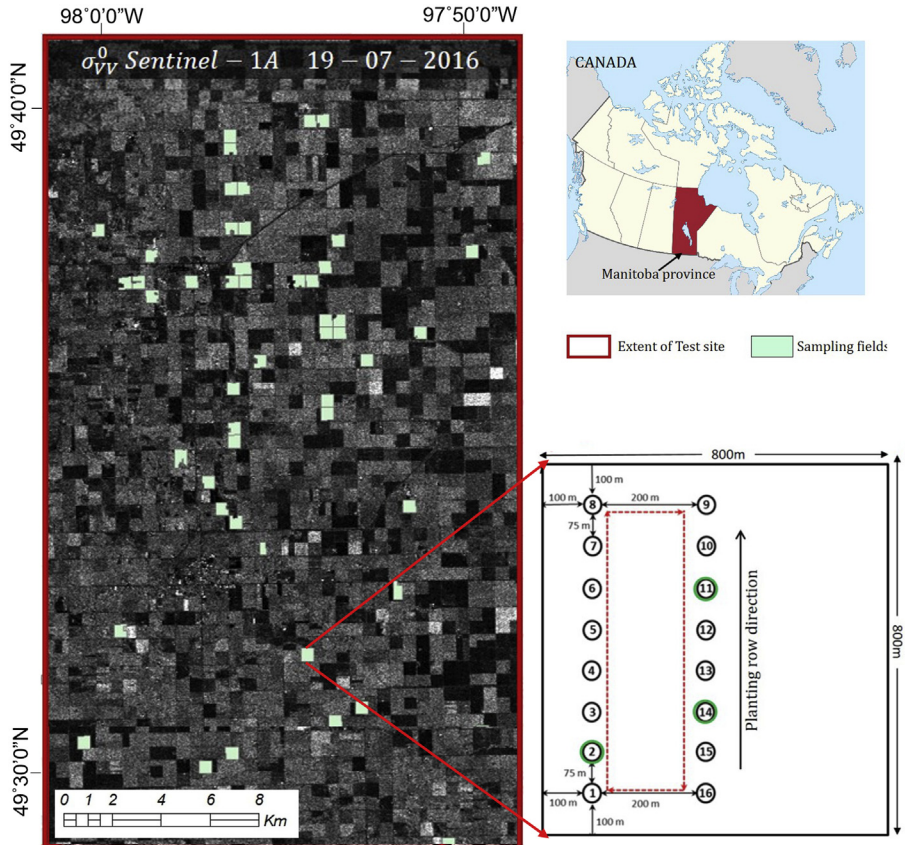 98°0'0"W
97°50'0"W
49°40'0"N
49°30'0"N
σ⁰VV Sentinel − 1A 19 − 07 − 2016
0 1 2 4 6 8
Km
CANADA
Manitoba province
Extent of Test site
Sampling fields
800m
100 m
100 m
8
200 m
9
75 m
7
10
6
11
5
12
4
13
3
14
2
15
75 m
1
16
100 m
200 m
100 m
Planting row direction
800m